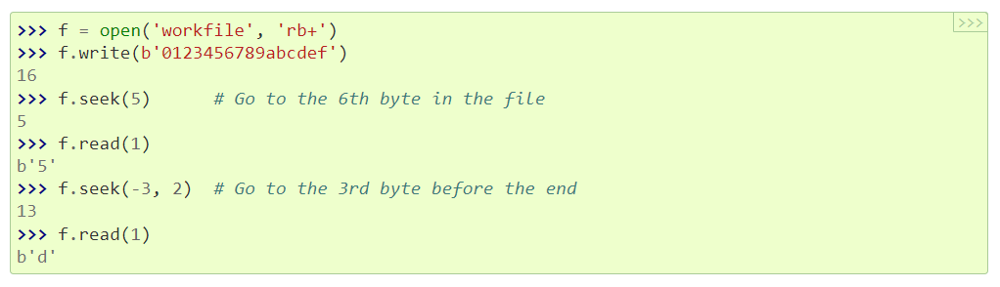 >>> f = open('workfile', 'rb+')
>>>
>>> f.write(b'0123456789abcdef')
16
>>> f.seek(5)      # Go to the 6th byte in the file
5
>>> f.read(1)
b'5'
>>> f.seek(-3, 2)  # Go to the 3rd byte before the end
13
>>> f.read(1)
b'd'